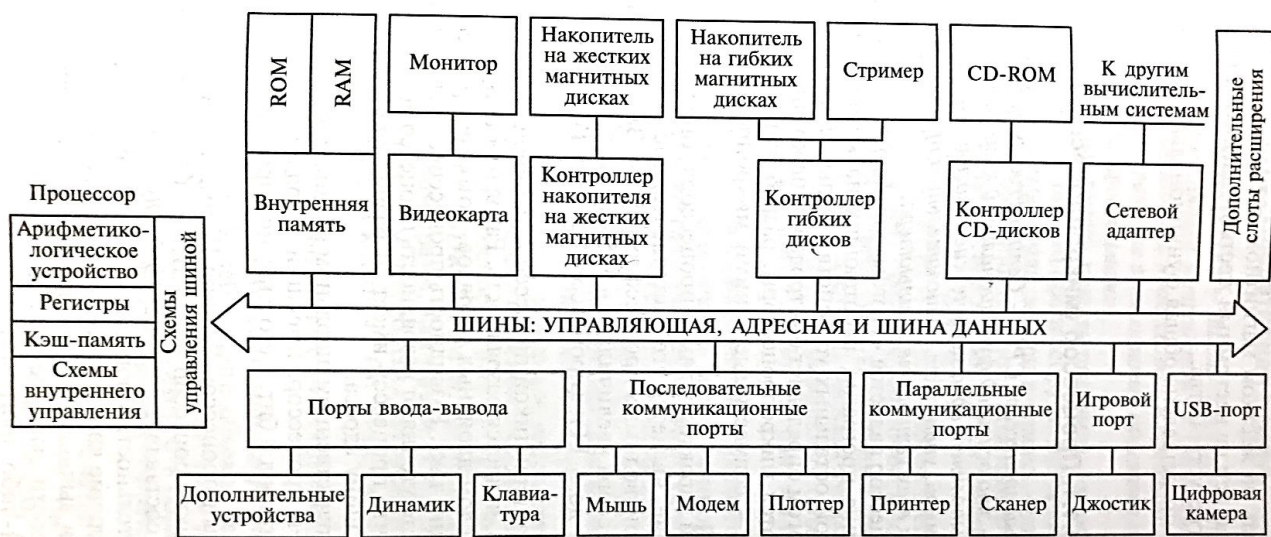 ROM
RAM
Монитор
Накопитель
на жестких
магнитных
дисках
Накопитель
на гибких
магнитных
дисках
Стример
CD-ROM
К другим
вычислитель-
ным системам
Дополнительные
слоты расширения
Внутренняя
память
Видеокарта
Контроллер
накопителя
на жестких
магнитных
дисках
Контроллер
гибких
дисков
Контроллер
CD-дисков
Сетевой
адаптер
Процессор
Арифметико-
логическое
устройство
Регистры
Кэш-память
Схемы
внутреннего
управления
Схемы
управления шиной
ШИНЫ: УПРАВЛЯЮЩАЯ, АДРЕСНАЯ И ШИНА ДАННЫХ
Порты ввода-вывода
Последовательные
коммуникационные
порты
Параллельные
коммуникационные
порты
Игровой
порт
USB-порт
Дополнительные
устройства
Динамик
Клавиа-
тура
Мышь
Модем
Плоттер
Принтер
Сканер
Джостик
Цифровая
камера